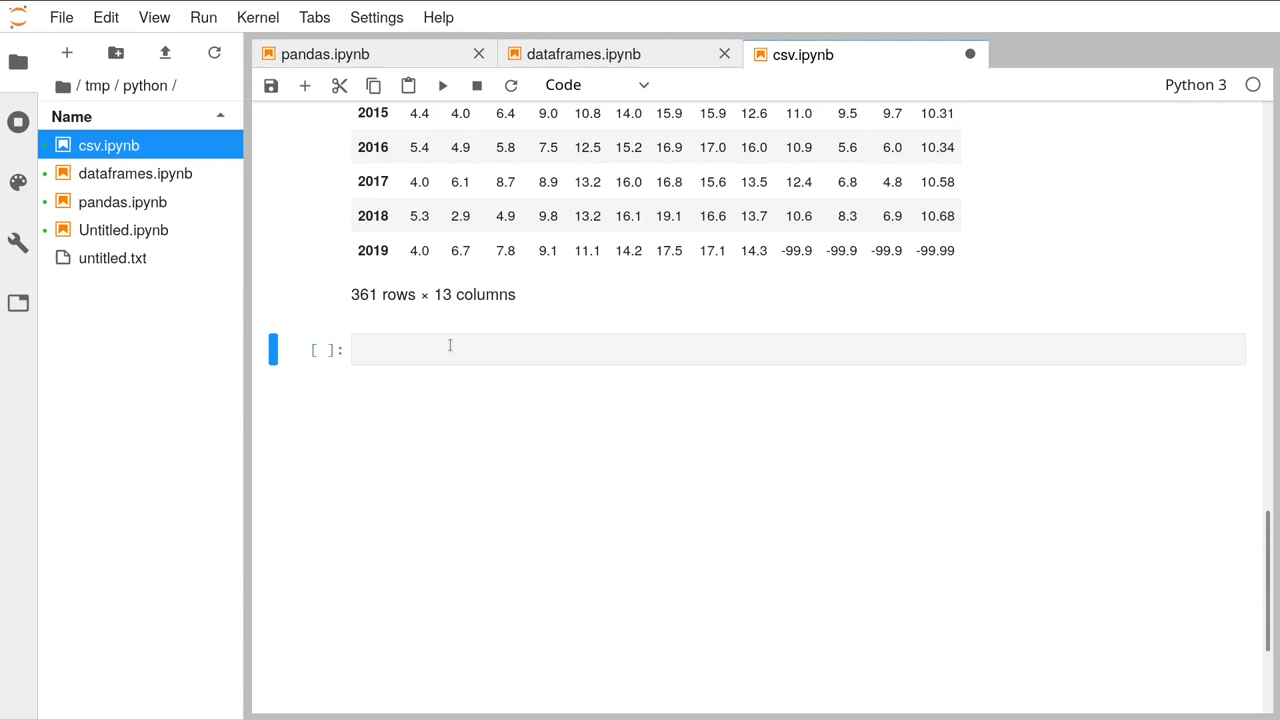 File Edit View Run Kernel Tabs Settings Help
pandas.ipynb dataframes.ipynb csv.ipynb
Code Python 3
/ tmp / python /
Name
csv.ipynb
dataframes.ipynb
pandas.ipynb
Untitled.ipynb
untitled.txt
2015 4.4 4.0 6.4 9.0 10.8 14.0 15.9 15.9 12.6 11.0 9.5 9.7 10.31
2016 5.4 4.9 5.8 7.5 12.5 15.2 16.9 17.0 16.0 10.9 5.6 6.0 10.34
2017 4.0 6.1 8.7 8.9 13.2 16.0 16.8 15.6 13.5 12.4 6.8 4.8 10.58
2018 5.3 2.9 4.9 9.8 13.2 16.1 19.1 16.6 13.7 10.6 8.3 6.9 10.68
2019 4.0 6.7 7.8 9.1 11.1 14.2 17.5 17.1 14.3 -99.9 -99.9 -99.9 -99.99
361 rows × 13 columns
[ ]: